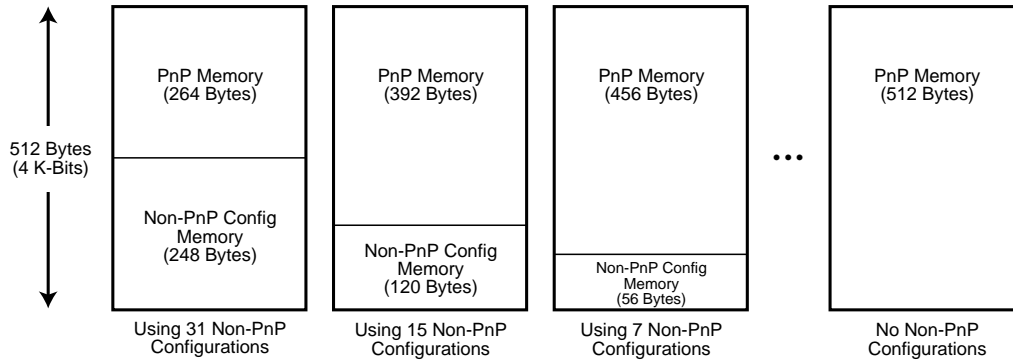 512 Bytes
(4 K-Bits)
PnP Memory
(264 Bytes)
Non-PnP Config
Memory
(248 Bytes)
Using 31 Non-PnP
Configurations
PnP Memory
(392 Bytes)
Non-PnP Config
Memory
(120 Bytes)
Using 15 Non-PnP
Configurations
PnP Memory
(456 Bytes)
Non-PnP Config
Memory
(56 Bytes)
Using 7 Non-PnP
Configurations
•••
PnP Memory
(512 Bytes)
No Non-PnP
Configurations